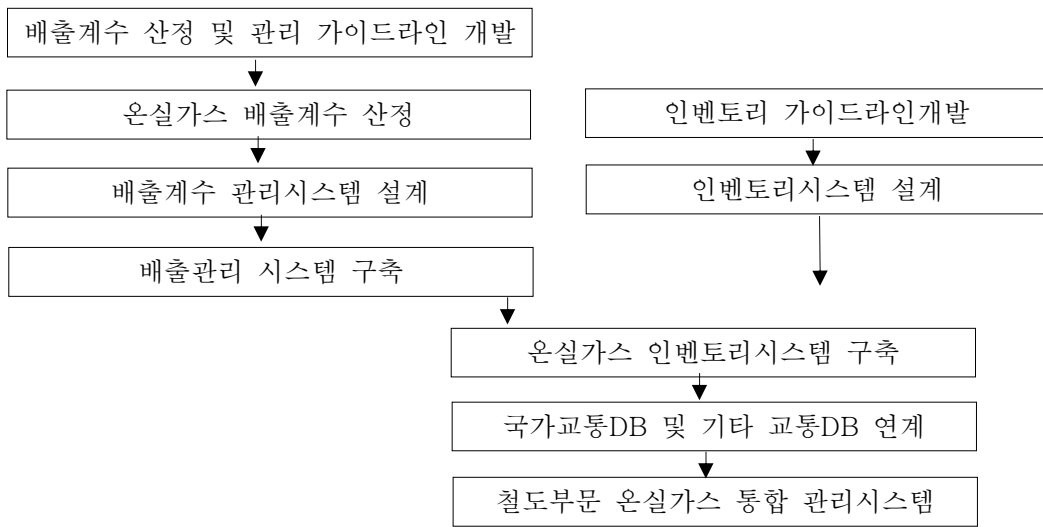 배출계수 산정 및 관리 가이드라인 개발
온실가스 배출계수 산정
인벤토리 가이드라인개발
배출계수 관리시스템 설계
인벤토리시스템 설계
배출관리 시스템 구축
온실가스 인벤토리시스템 구축
국가교통DB 및 기타 교통DB 연계
철도부문 온실가스 통합 관리시스템